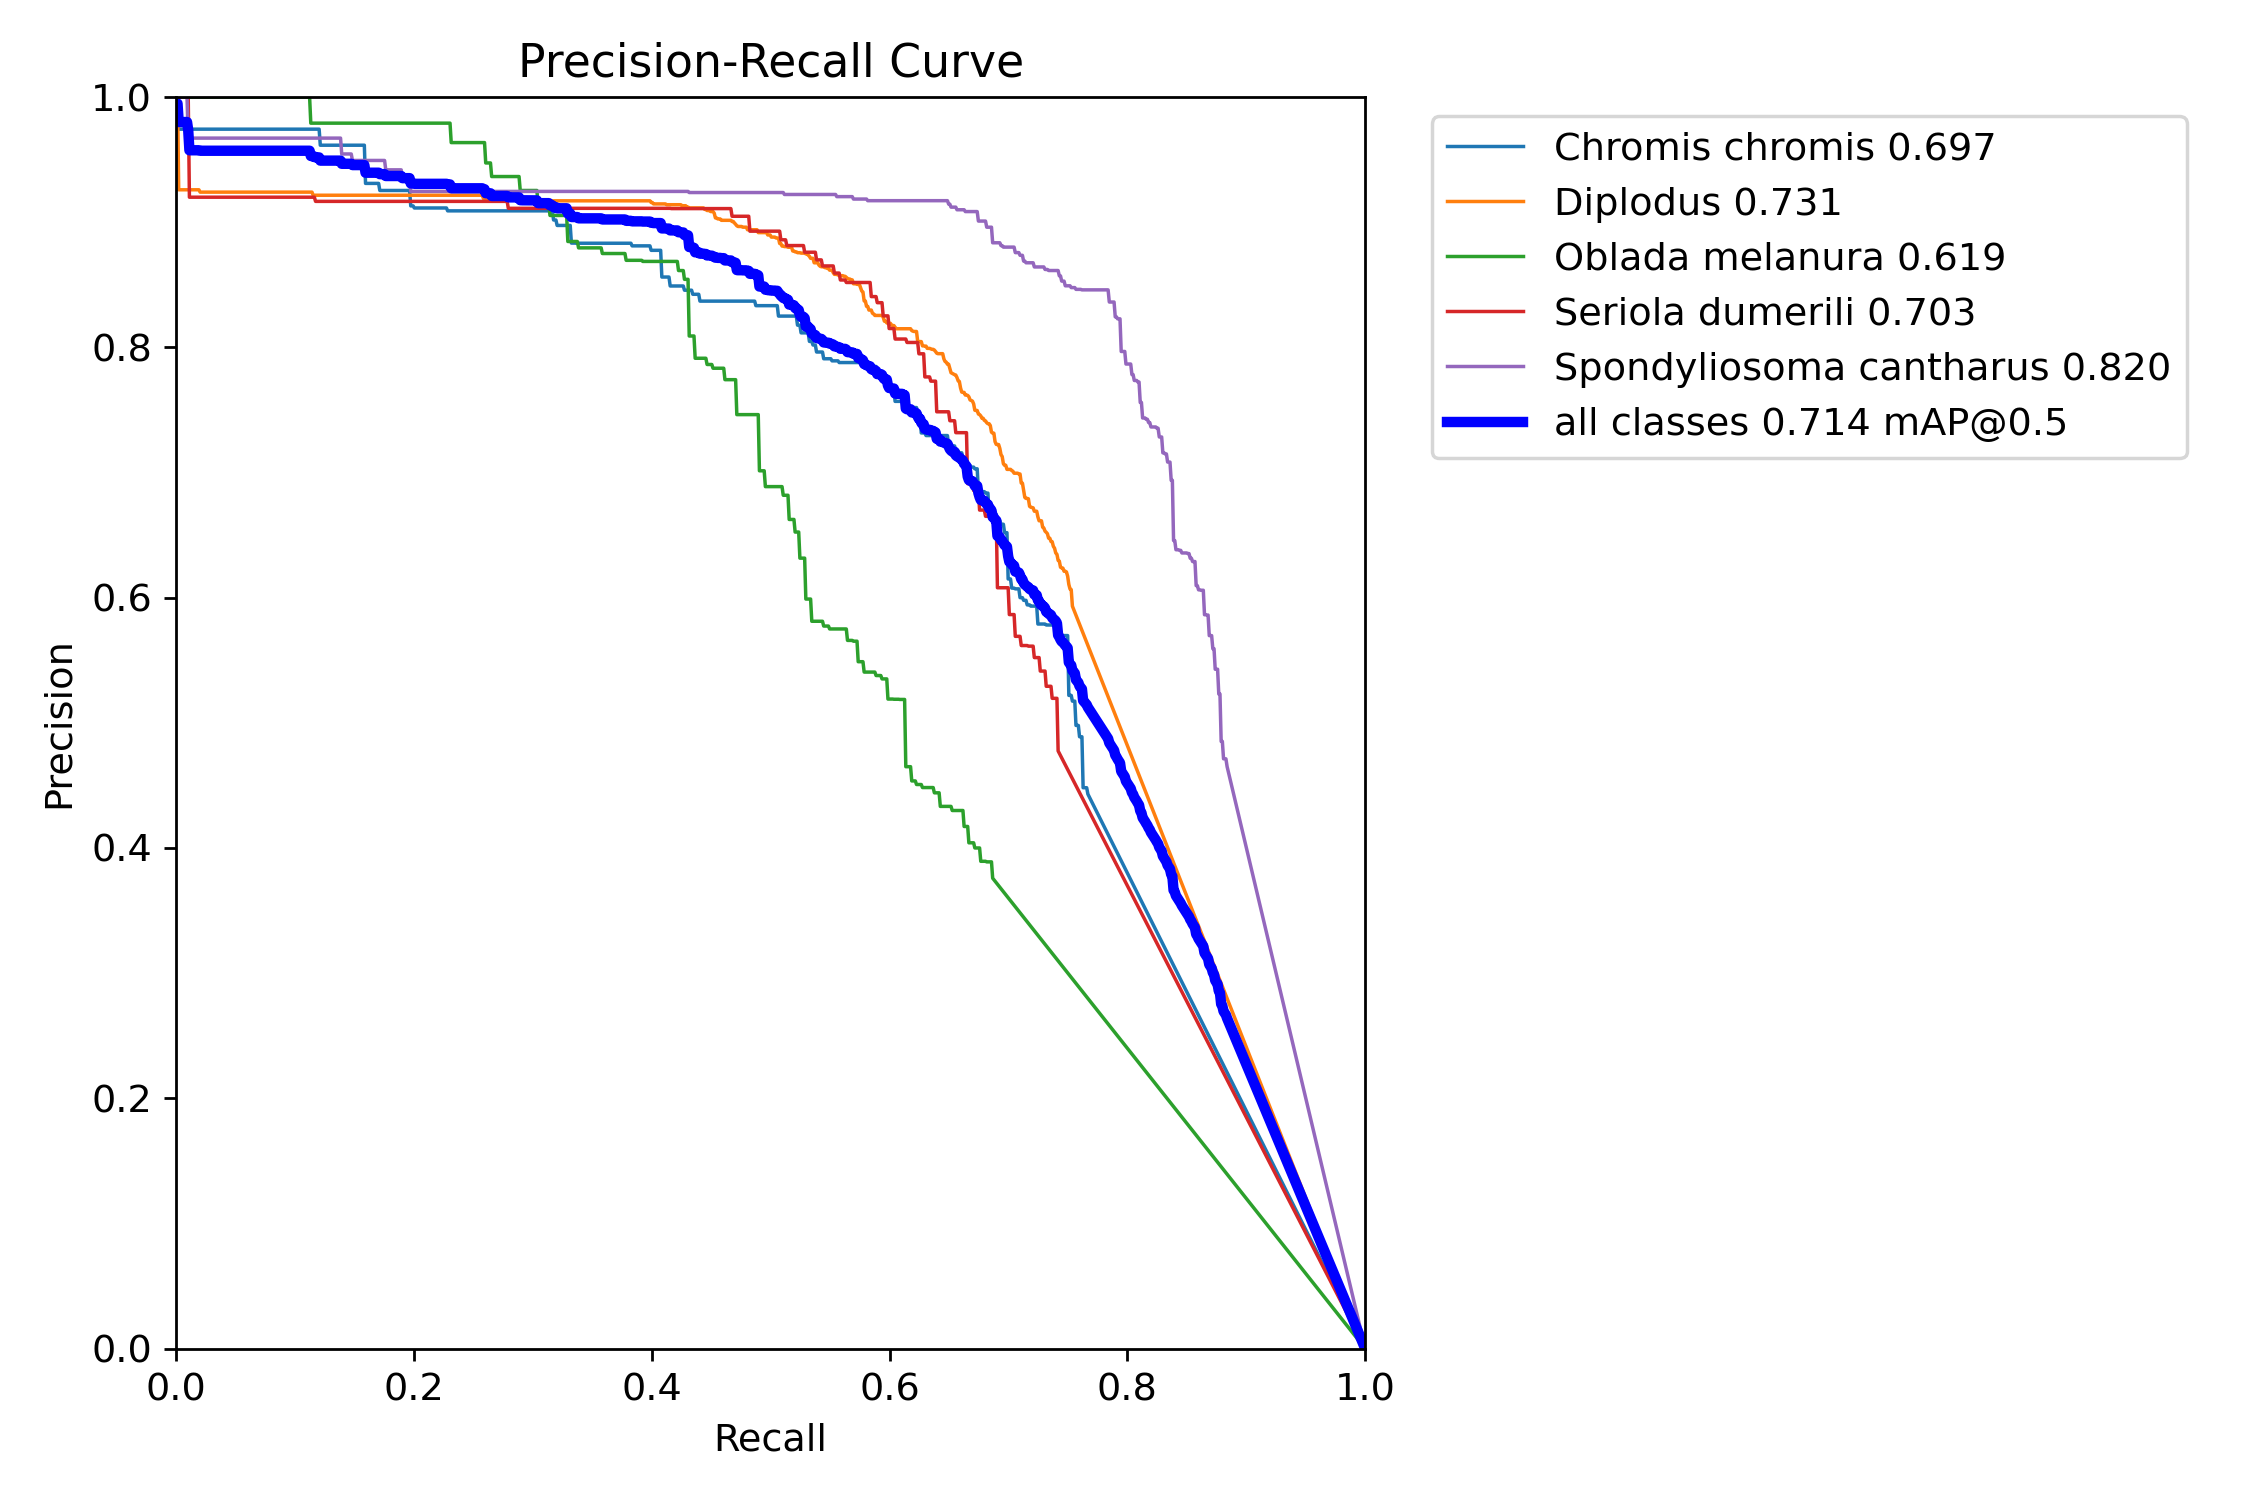 Precision-Recall Curve
1.0
0.8
0.6
0.4
0.2
0.0
Precision
0.0 0.2 0.4 0.6 0.8 1.0
Recall
Chromis chromis 0.697
Diplodus 0.731
Oblada melanura 0.619
Seriola dumerili 0.703
Spondyliosoma cantharus 0.820
all classes 0.714 mAP@0.5